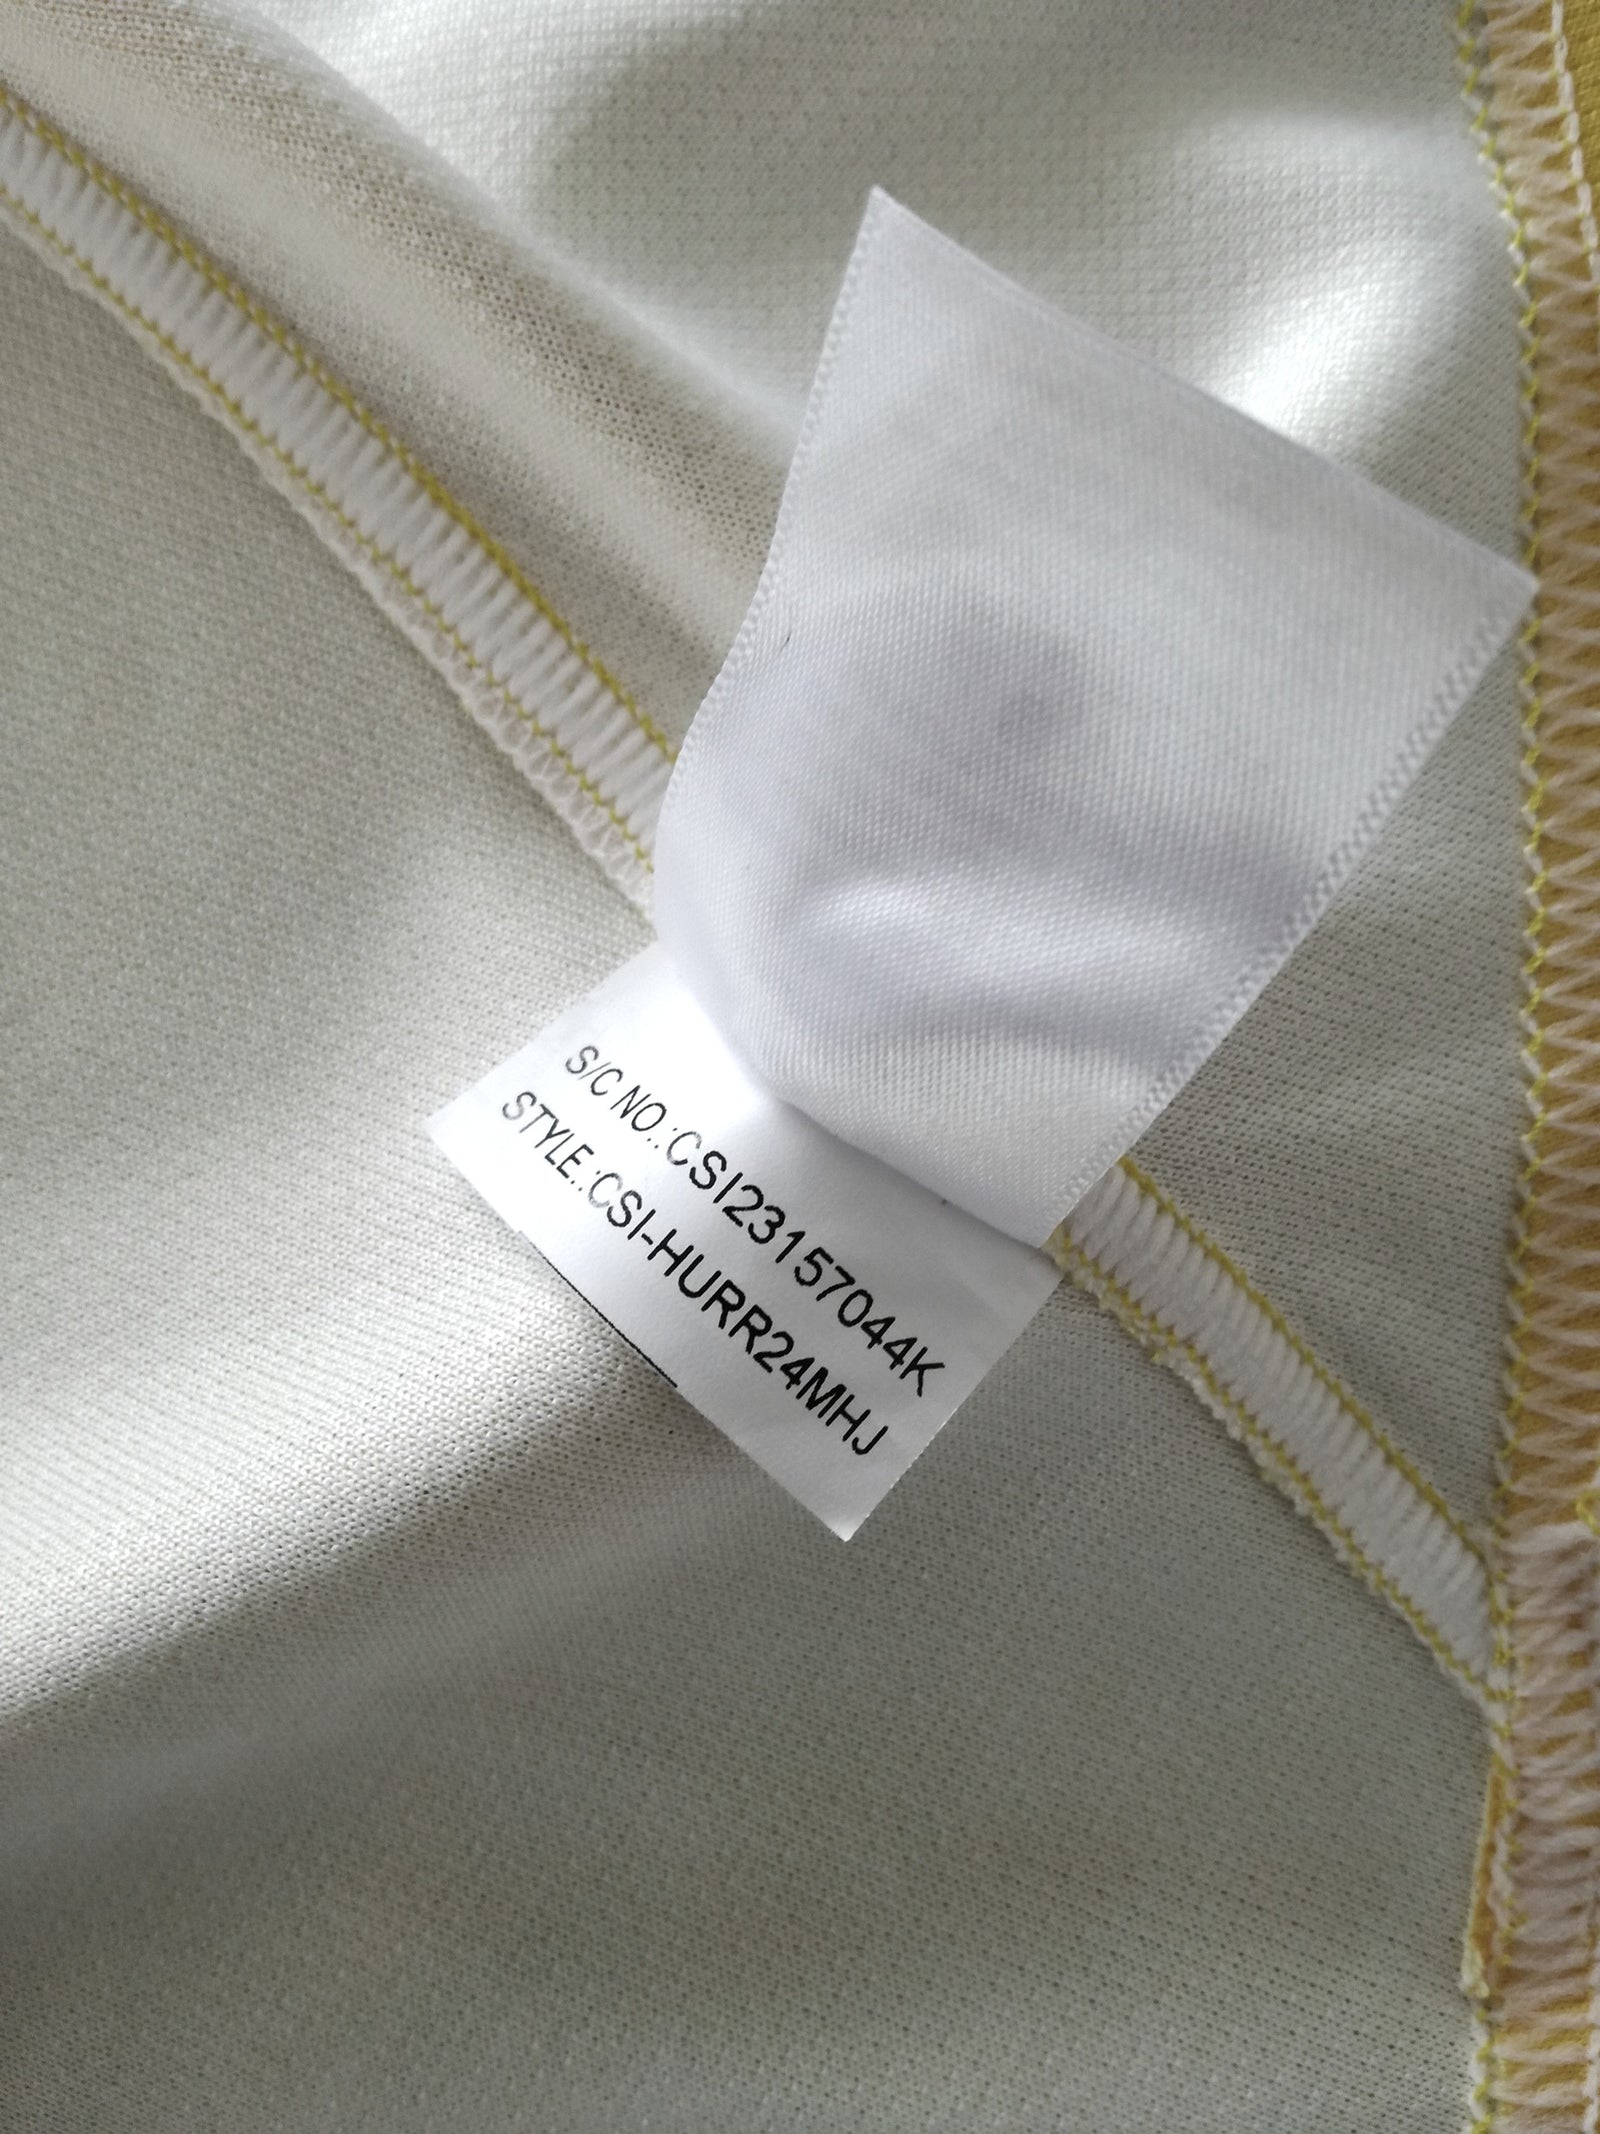 S/C NO.:CSI23157044K
STYLE.:CSI-HURR24MHJ